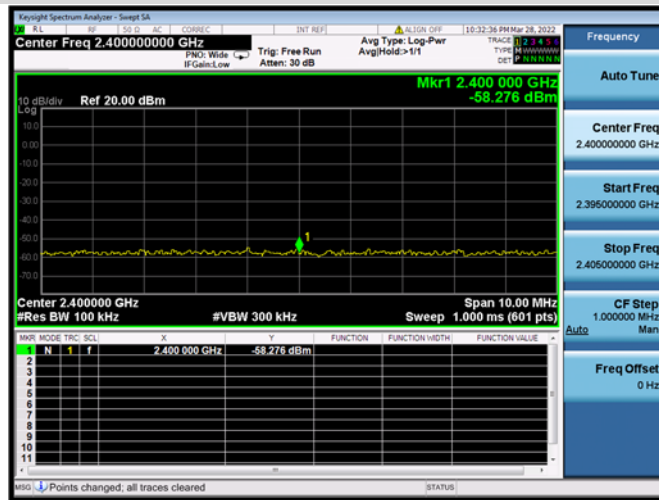 Keysight Spectrum Analyzer - Swept SA
RL RF 50 Ω AC CORREC INT REF ALIGN OFF 10:32:36 PM Mar 28, 2022
Center Freq 2.400000000 GHz
PNO: Wide
IFGain:Low
Trig: Free Run
Atten: 30 dB
Avg Type: Log-Pwr
Avg|Hold:>1/1
TRACE 1 2 3 4 5 6
TYPE M WWWWW
DET P N N N N N
Mkr1 2.400 000 GHz
-58.276 dBm
10 dB/div Ref 20.00 dBm
Log
10.0
0.00
-10.0
-20.0
-30.0
-40.0
-50.0
-60.0
-70.0
1
Center 2.400000 GHz Span 10.00 MHz
#Res BW 100 kHz #VBW 300 kHz Sweep 1.000 ms (601 pts)
MKR MODE TRC SCL X Y FUNCTION FUNCTION WIDTH FUNCTION VALUE
1 N 1 f 2.400 000 GHz -58.276 dBm
2
3
4
5
6
7
8
9
10
11
MSG Points changed; all traces cleared STATUS
Frequency
Auto Tune
Center Freq
2.400000000 GHz
Start Freq
2.395000000 GHz
Stop Freq
2.405000000 GHz
CF Step
1.000000 MHz
Auto Man
Freq Offset
0 Hz